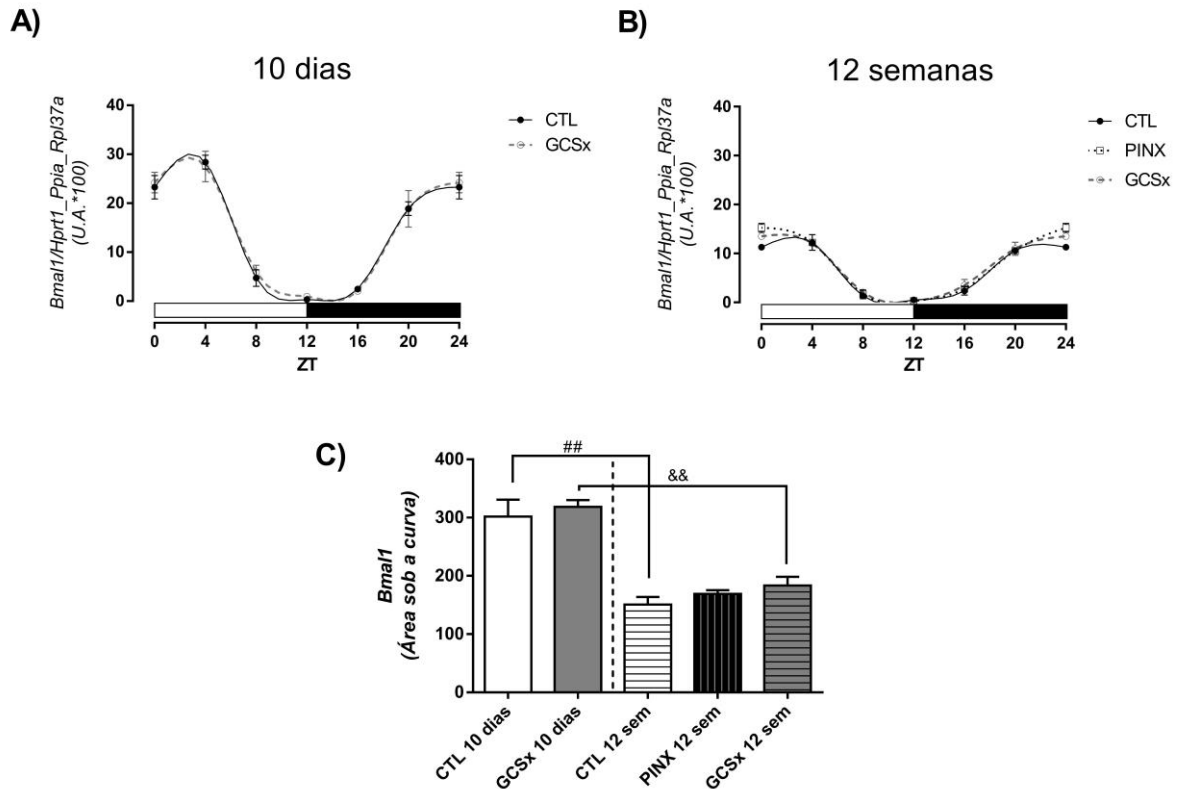 A)
10 dias
Bmal1/Hprt1_Ppia_Rpl37a
(U.A.*100)
40
30
20
10
0
0 4 8 12 16 20 24
ZT
CTL
GCSx
B)
12 semanas
Bmal1/Hprt1_Ppia_Rpl37a
(U.A.*100)
40
30
20
10
0
0 4 8 12 16 20 24
ZT
CTL
PINX
GCSx
C)
Bmal1
(Área sob a curva)
400
300
200
100
0
##
&&
CTL 10 dias
GCSx 10 dias
CTL 12 sem
PINX 12 sem
GCSx 12 sem